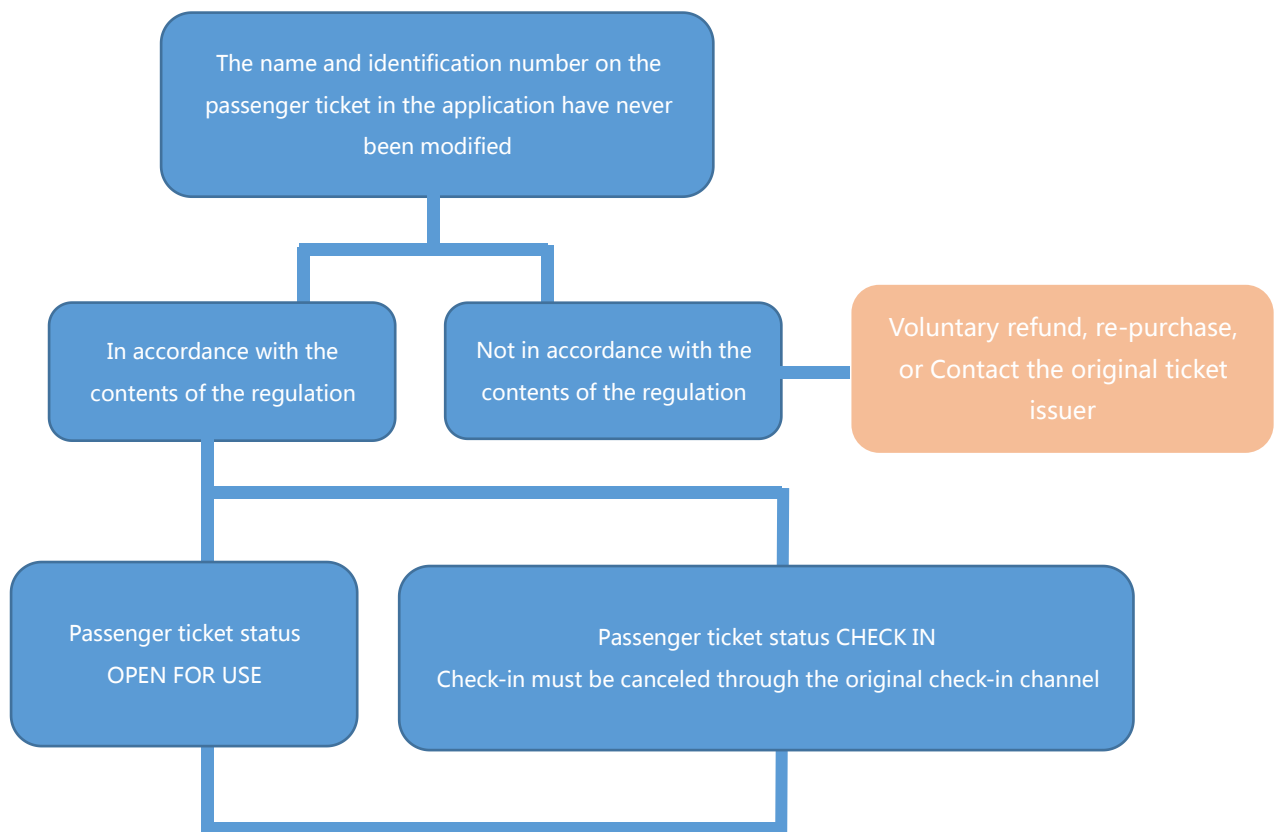 The name and identification number on the
passenger ticket in the application have never
been modified
In accordance with the
contents of the regulation
Not in accordance with the
contents of the regulation
Voluntary refund, re-purchase,
or Contact the original ticket
issuer
Passenger ticket status
OPEN FOR USE
Passenger ticket status CHECK IN
Check-in must be canceled through the original check-in channel